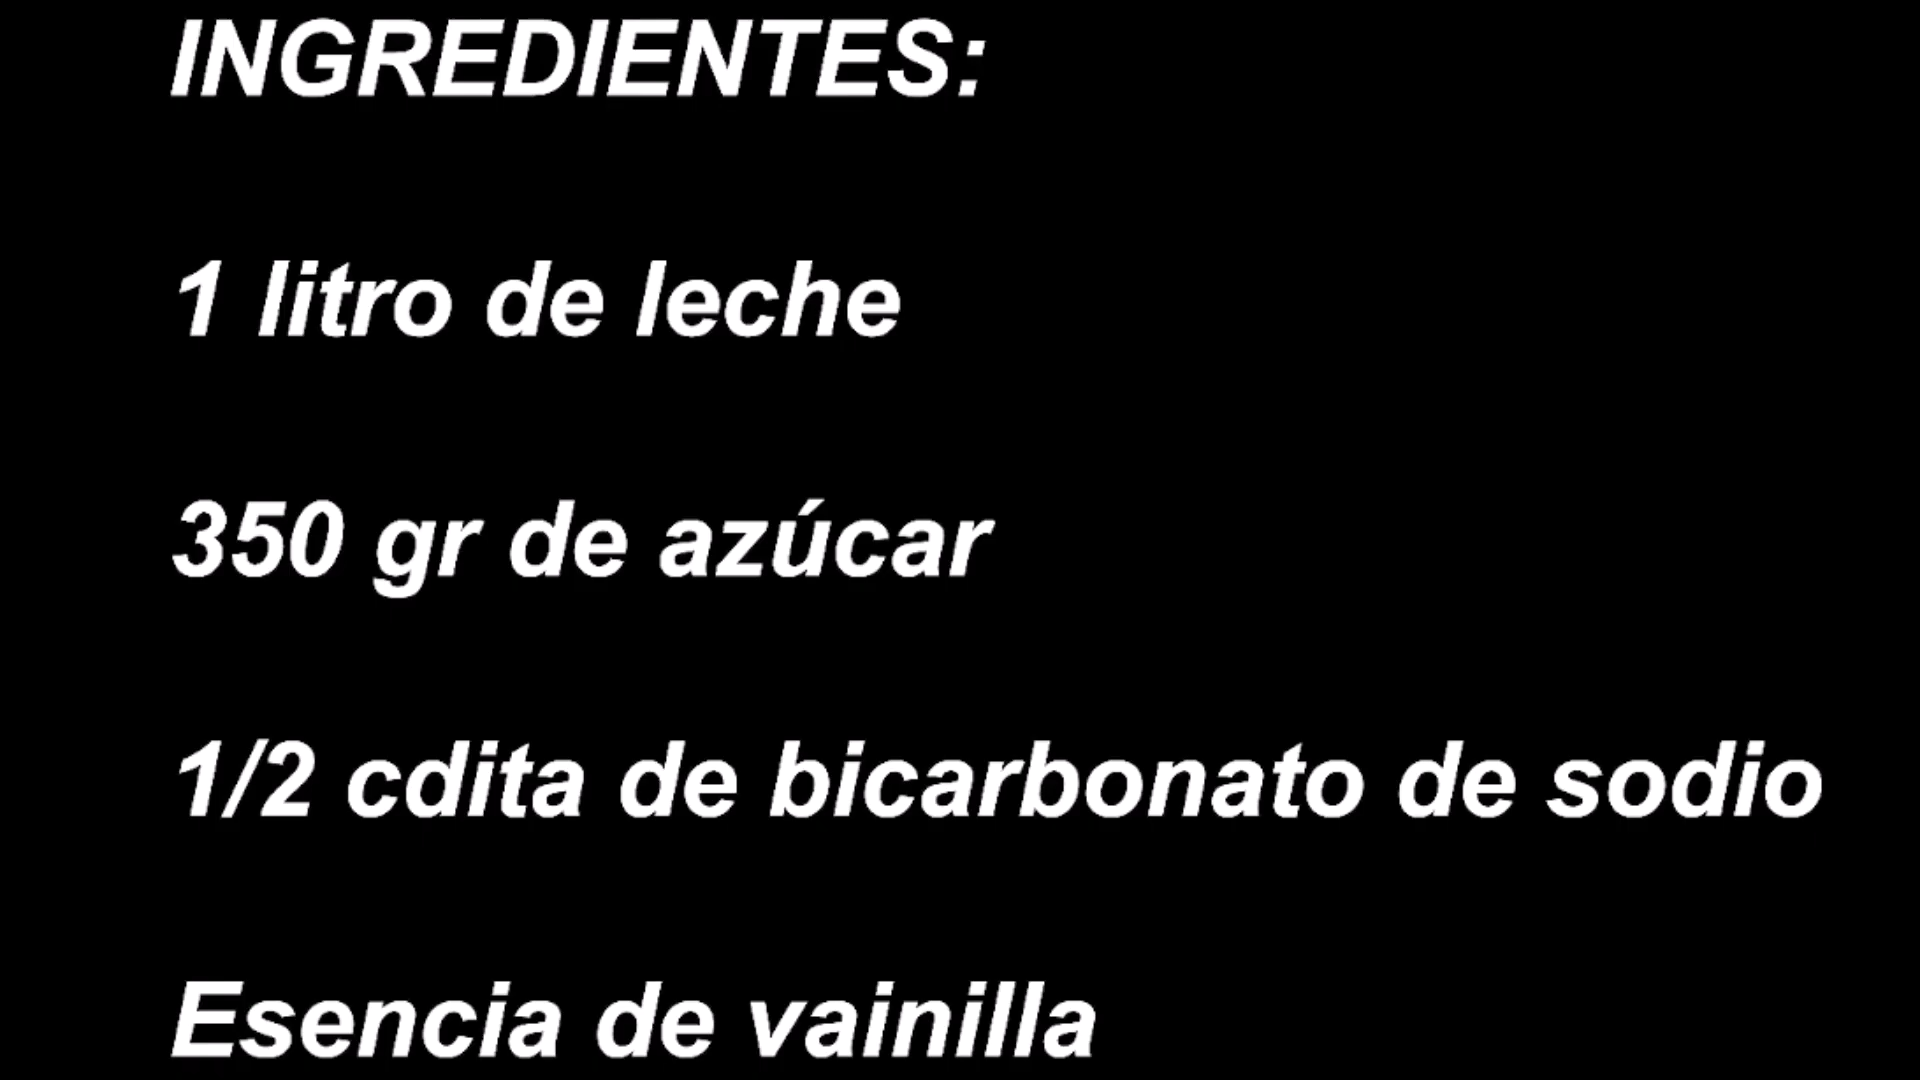 INGREDIENTES:
1 litro de leche
350 gr de azúcar
1/2 cdita de bicarbonato de sodio
Esencia de vainilla